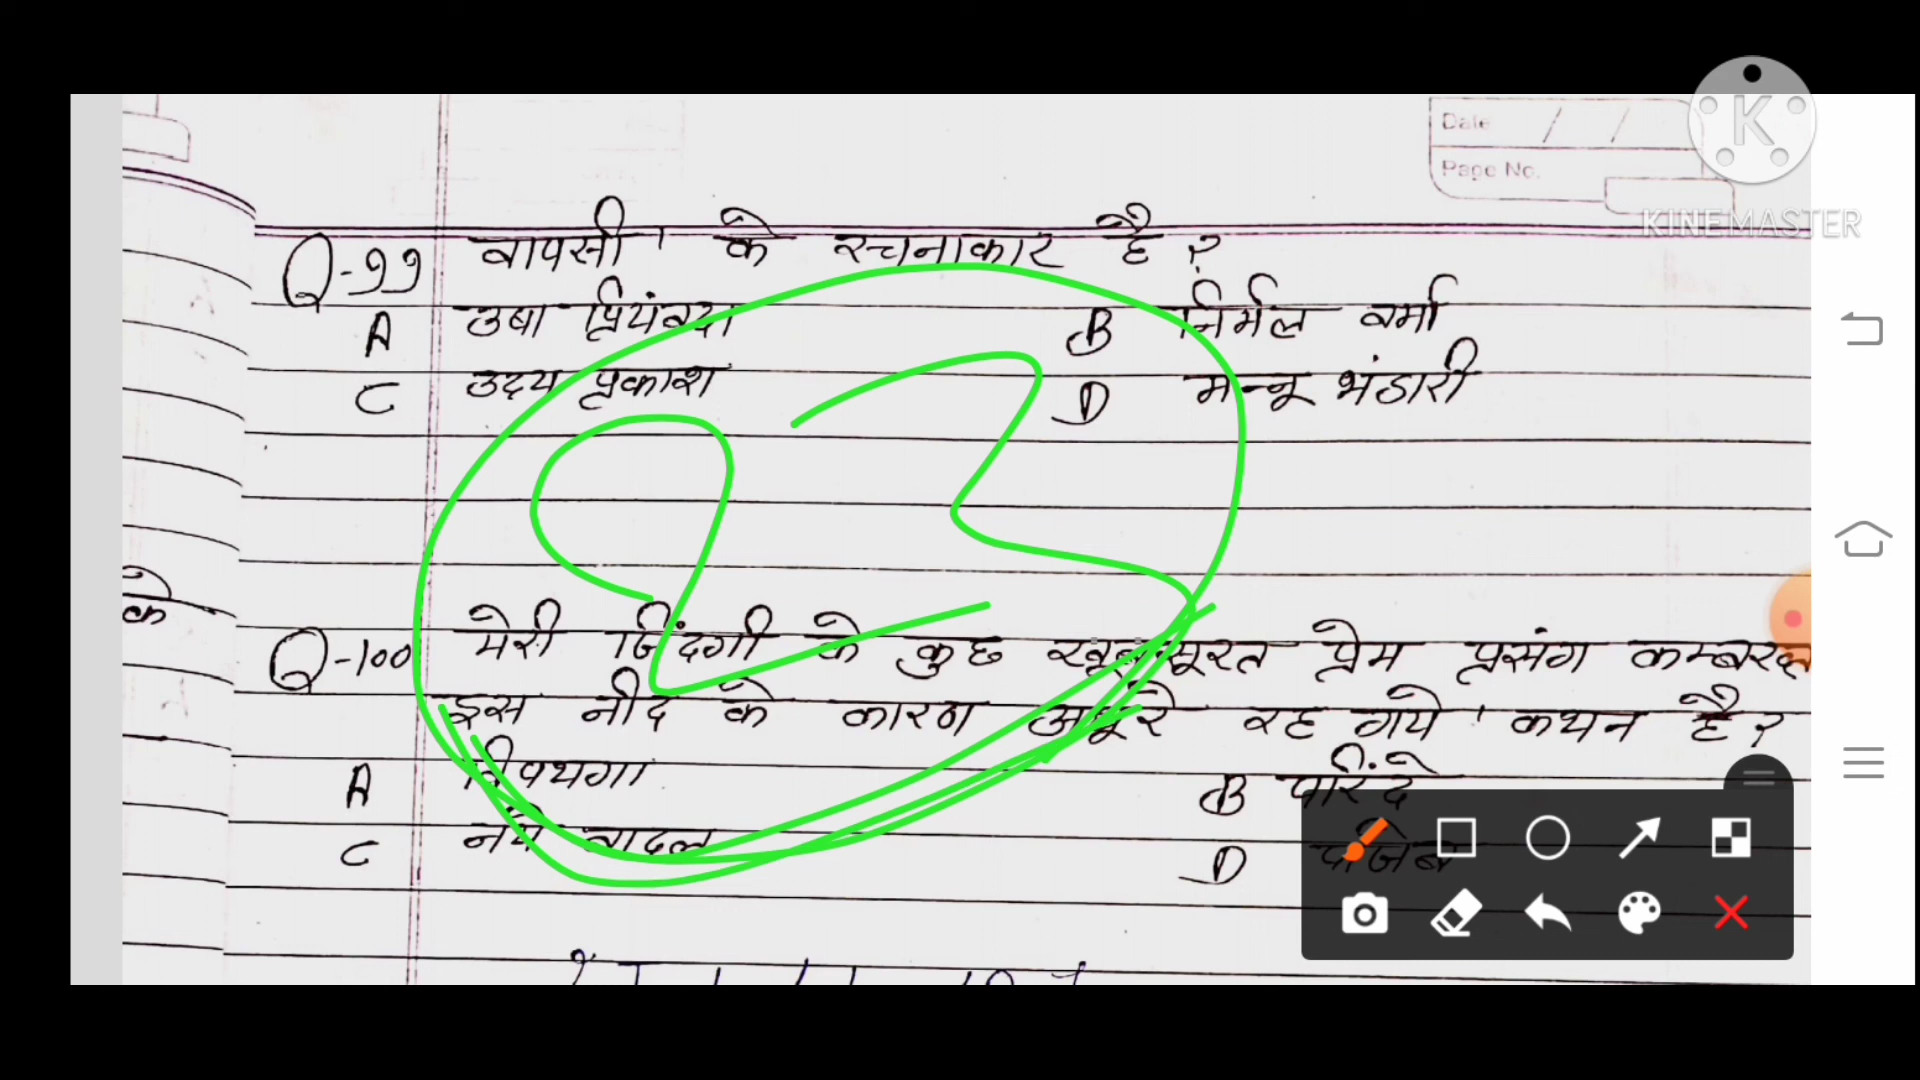 Date / /
Page No.
KINEMASTER
Q-99 वापसी' के रचनाकार है?
A उषा प्रियंवदा B निर्मल वर्मा
C उदय प्रकाश D मन्नू भंडारी
23
के
Q-100 मेरी जिंदगी के कुछ खूबसूरत प्रेम प्रसंग कम्बख्त
इस नींद के कारण अधूरे रह गये' कथन है?
A विपथगा B परिंदे
C नये बादल D